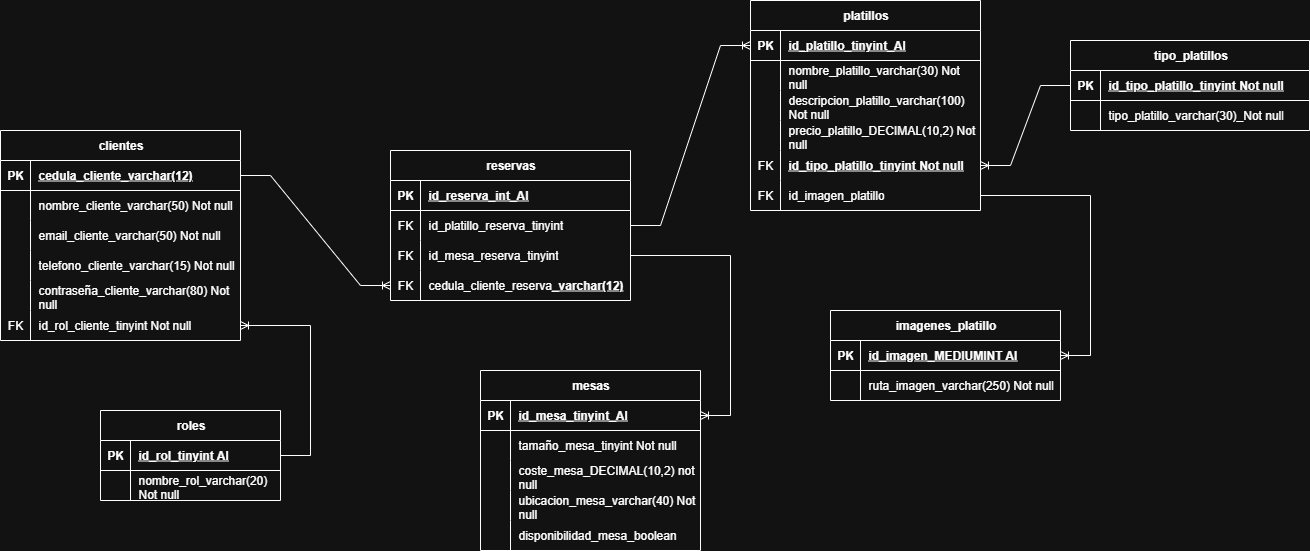 clientes
PK cedula_cliente_varchar(12)
nombre_cliente_varchar(50) Not null
email_cliente_varchar(50) Not null
telefono_cliente_varchar(15) Not null
contraseña_cliente_varchar(80) Not
null
FK id_rol_cliente_tinyint Not null
roles
PK id_rol_tinyint AI
nombre_rol_varchar(20)
Not null
reservas
PK id_reserva_int_AI
FK id_platillo_reserva_tinyint
FK id_mesa_reserva_tinyint
FK cedula_cliente_reserva_varchar(12)
mesas
PK id_mesa_tinyint_AI
tamaño_mesa_tinyint Not null
coste_mesa_DECIMAL(10,2) not
null
ubicacion_mesa_varchar(40) Not
null
disponibilidad_mesa_boolean
platillos
PK id_platillo_tinyint_AI
nombre_platillo_varchar(30) Not
null
descripcion_platillo_varchar(100)
Not null
precio_platillo_DECIMAL(10,2) Not
null
FK id_tipo_platillo_tinyint Not null
FK id_imagen_platillo
tipo_platillos
PK id_tipo_platillo_tinyint Not null
tipo_platillo_varchar(30)_Not null
imagenes_platillo
PK id_imagen_MEDIUMINT AI
ruta_imagen_varchar(250) Not null